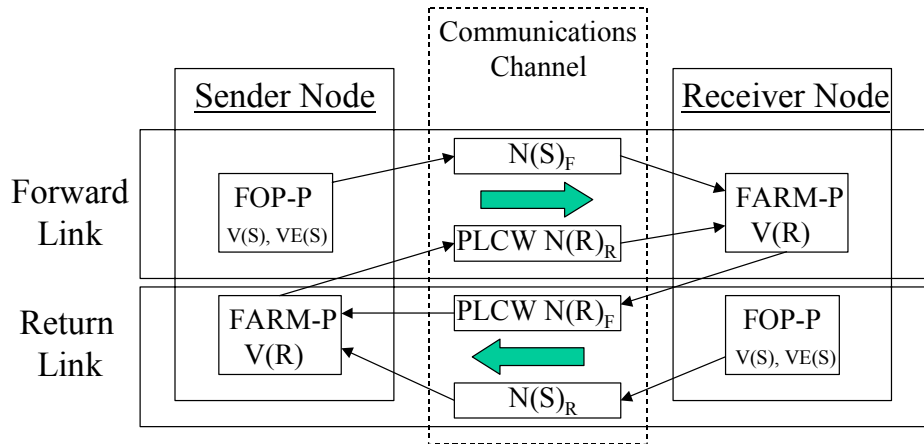 Communications
Channel
Sender Node
Receiver Node
Forward
Link
FOP-P
V(S), VE(S)
N(S)F
PLCW N(R)R
FARM-P
V(R)
Return
Link
FARM-P
V(R)
PLCW N(R)F
N(S)R
FOP-P
V(S), VE(S)